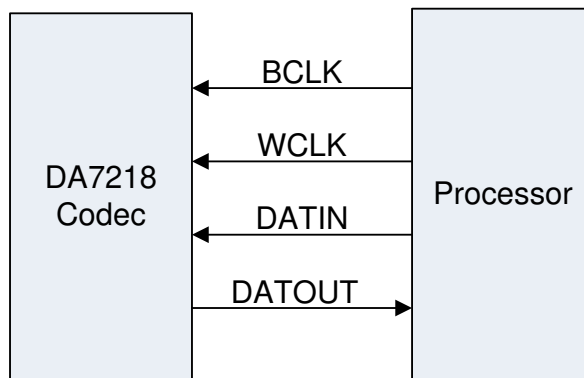 BCLK
WCLK
DA7218
Codec
Processor
DATIN
DATOUT